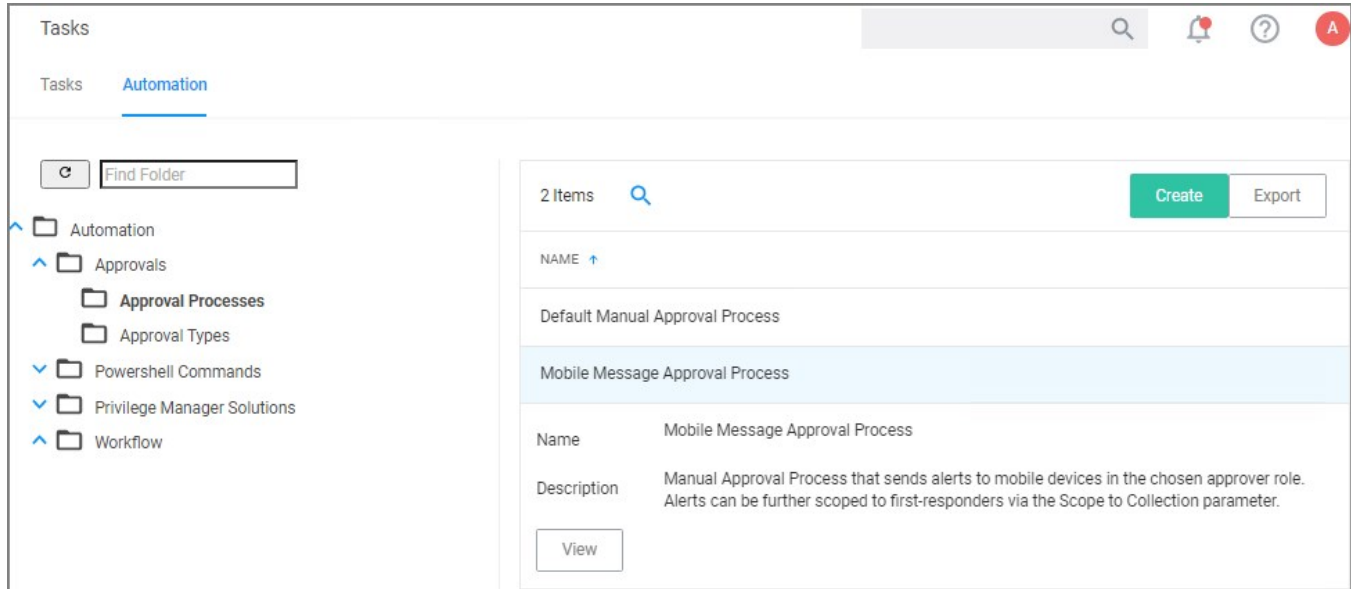 Tasks
A
Tasks Automation
Find Folder
Automation
Approvals
Approval Processes
Approval Types
Powershell Commands
Privilege Manager Solutions
Workflow
2 Items
Create Export
NAME
Default Manual Approval Process
Mobile Message Approval Process
Name Mobile Message Approval Process
Description Manual Approval Process that sends alerts to mobile devices in the chosen approver role.
Alerts can be further scoped to first-responders via the Scope to Collection parameter.
View